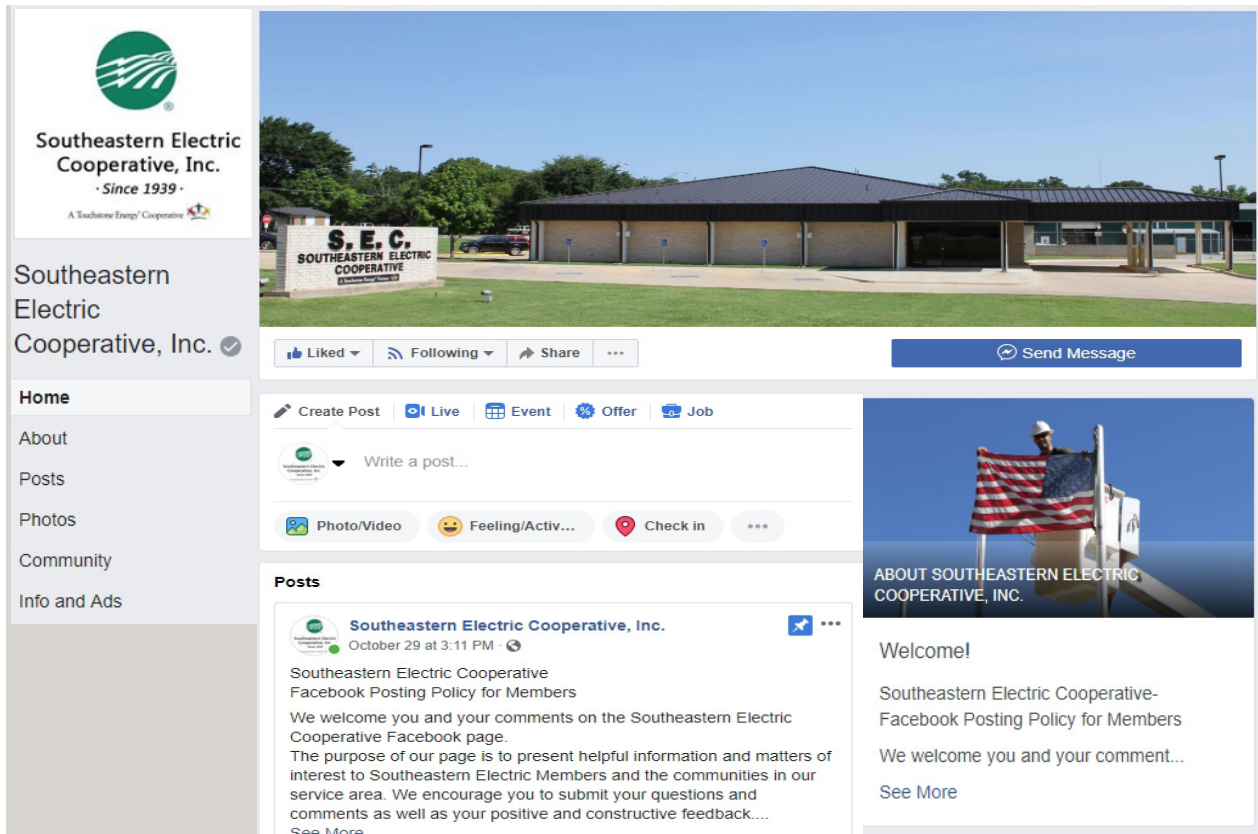 Southeastern Electric
Cooperative, Inc.
· Since 1939 ·
A Touchstone Energy® Cooperative
Southeastern
Electric
Cooperative, Inc.
Home
About
Posts
Photos
Community
Info and Ads
S. E. C.
SOUTHEASTERN ELECTRIC
COOPERATIVE
Liked
Following
Share
Send Message
Create Post
Live
Event
Offer
Job
Write a post...
Photo/Video
Feeling/Activ...
Check in
Posts
Southeastern Electric Cooperative, Inc.
October 29 at 3:11 PM ·
Southeastern Electric Cooperative
Facebook Posting Policy for Members
We welcome you and your comments on the Southeastern Electric
Cooperative Facebook page.
The purpose of our page is to present helpful information and matters of
interest to Southeastern Electric Members and the communities in our
service area. We encourage you to submit your questions and
comments as well as your positive and constructive feedback....
See More
ABOUT SOUTHEASTERN ELECTRIC
COOPERATIVE, INC.
Welcome!
Southeastern Electric Cooperative-
Facebook Posting Policy for Members
We welcome you and your comment...
See More